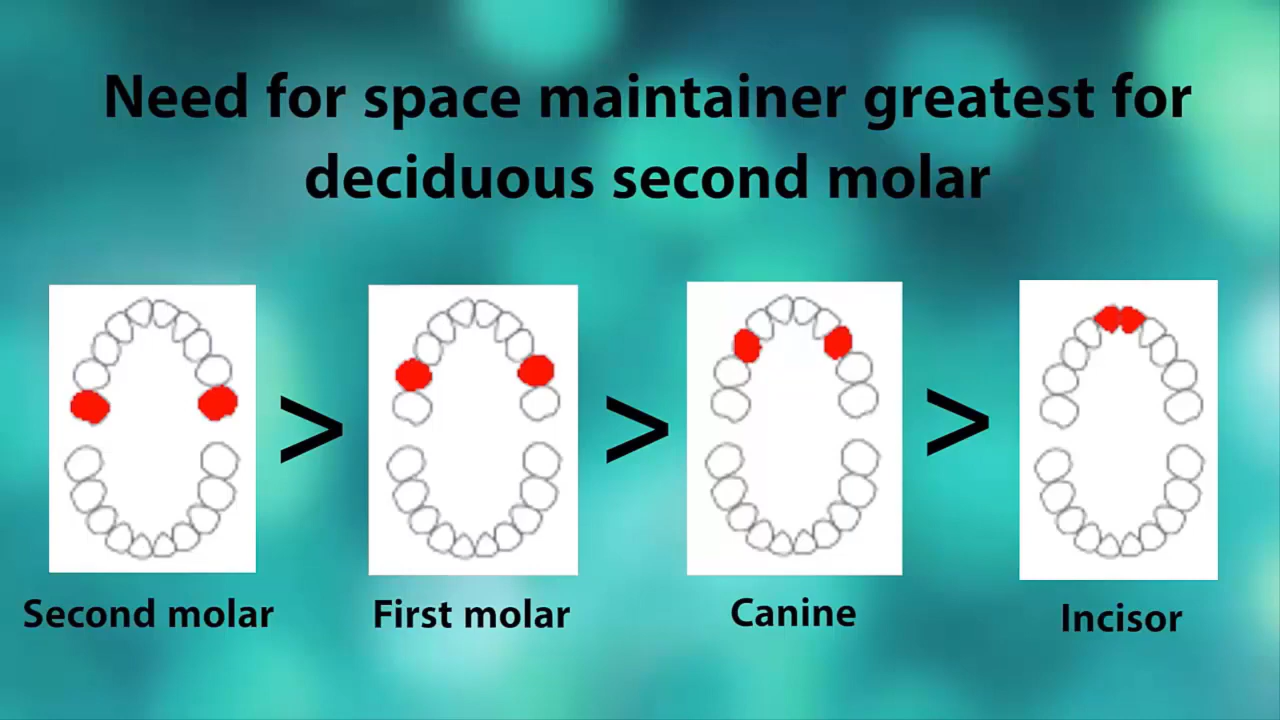 Need for space maintainer greatest for
deciduous second molar
> > >
Second molar First molar Canine Incisor